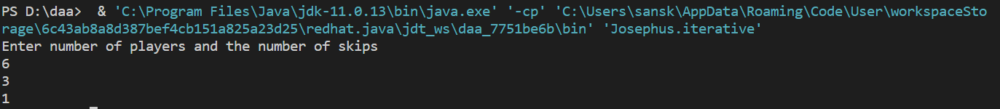 PS D:\daa>  & 'C:\Program Files\Java\jdk-11.0.13\bin\java.exe' '-cp' 'C:\Users\sansk\AppData\Roaming\Code\User\workspaceSto
rage\6c43ab8a8d387bef4cb151a825a23d25\redhat.java\jdt_ws\daa_7751be6b\bin' 'Josephus.iterative'
Enter number of players and the number of skips
6
3
1